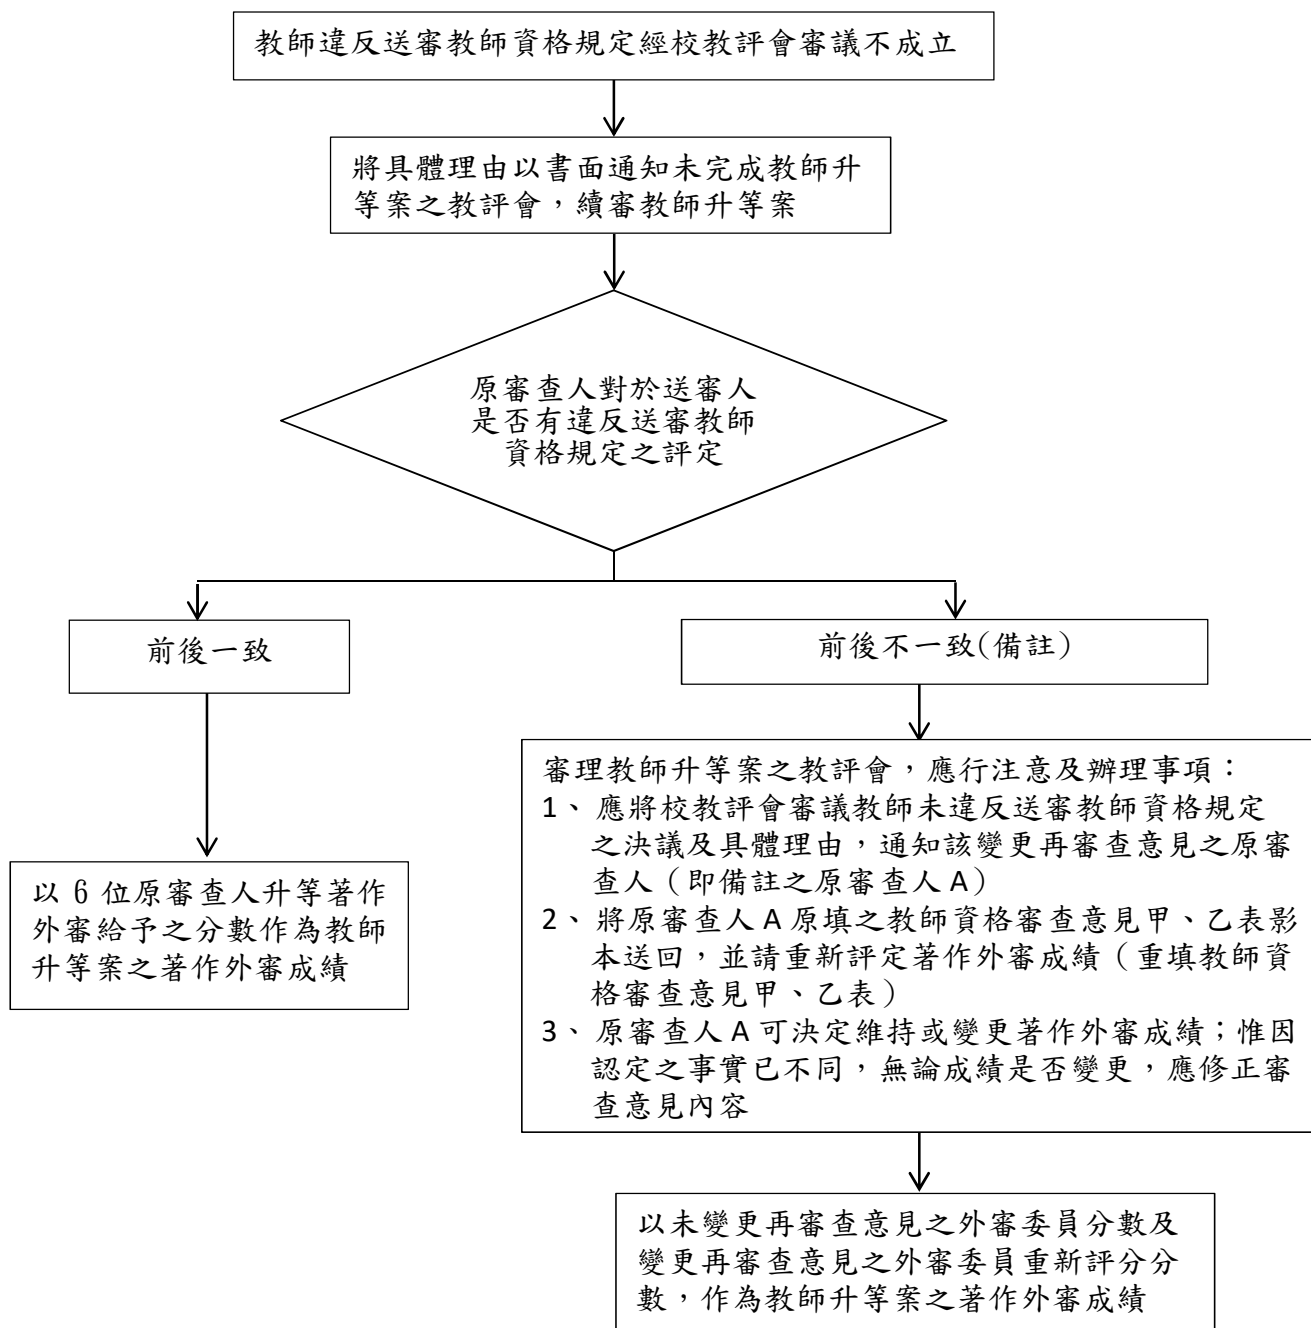 教師違反送審教師資格規定經校教評會審議不成立
將具體理由以書面通知未完成教師升
等案之教評會，續審教師升等案
原審查人對於送審人
是否有違反送審教師
資格規定之評定
前後一致
前後不一致(備註)
以 6 位原審查人升等著作
外審給予之分數作為教師
升等案之著作外審成績
審理教師升等案之教評會，應行注意及辦理事項：
1、 應將校教評會審議教師未違反送審教師資格規定
之決議及具體理由，通知該變更再審查意見之原審
查人（即備註之原審查人 A）
2、 將原審查人 A 原填之教師資格審查意見甲、乙表影
本送回，並請重新評定著作外審成績（重填教師資
格審查意見甲、乙表）
3、 原審查人 A 可決定維持或變更著作外審成績；惟因
認定之事實已不同，無論成績是否變更，應修正審
查意見內容
以未變更再審查意見之外審委員分數及
變更再審查意見之外審委員重新評分分
數，作為教師升等案之著作外審成績